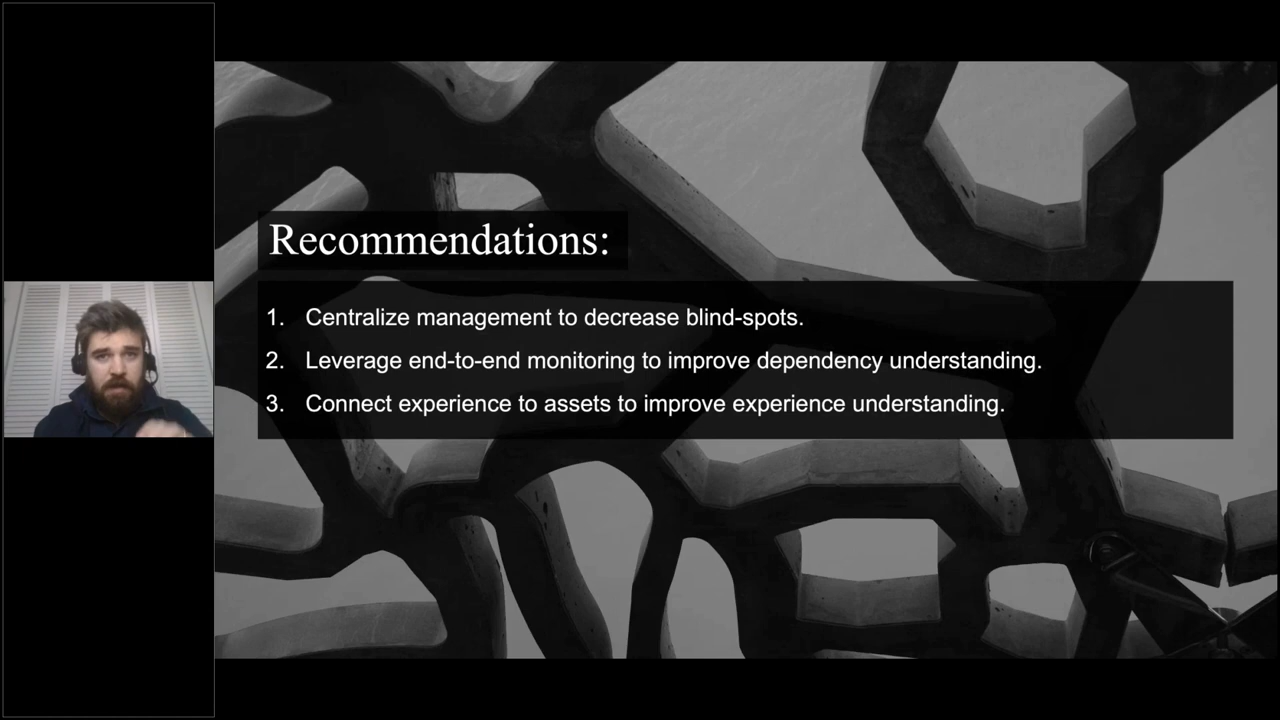 Recommendations:
1. Centralize management to decrease blind-spots.
2. Leverage end-to-end monitoring to improve dependency understanding.
3. Connect experience to assets to improve experience understanding.